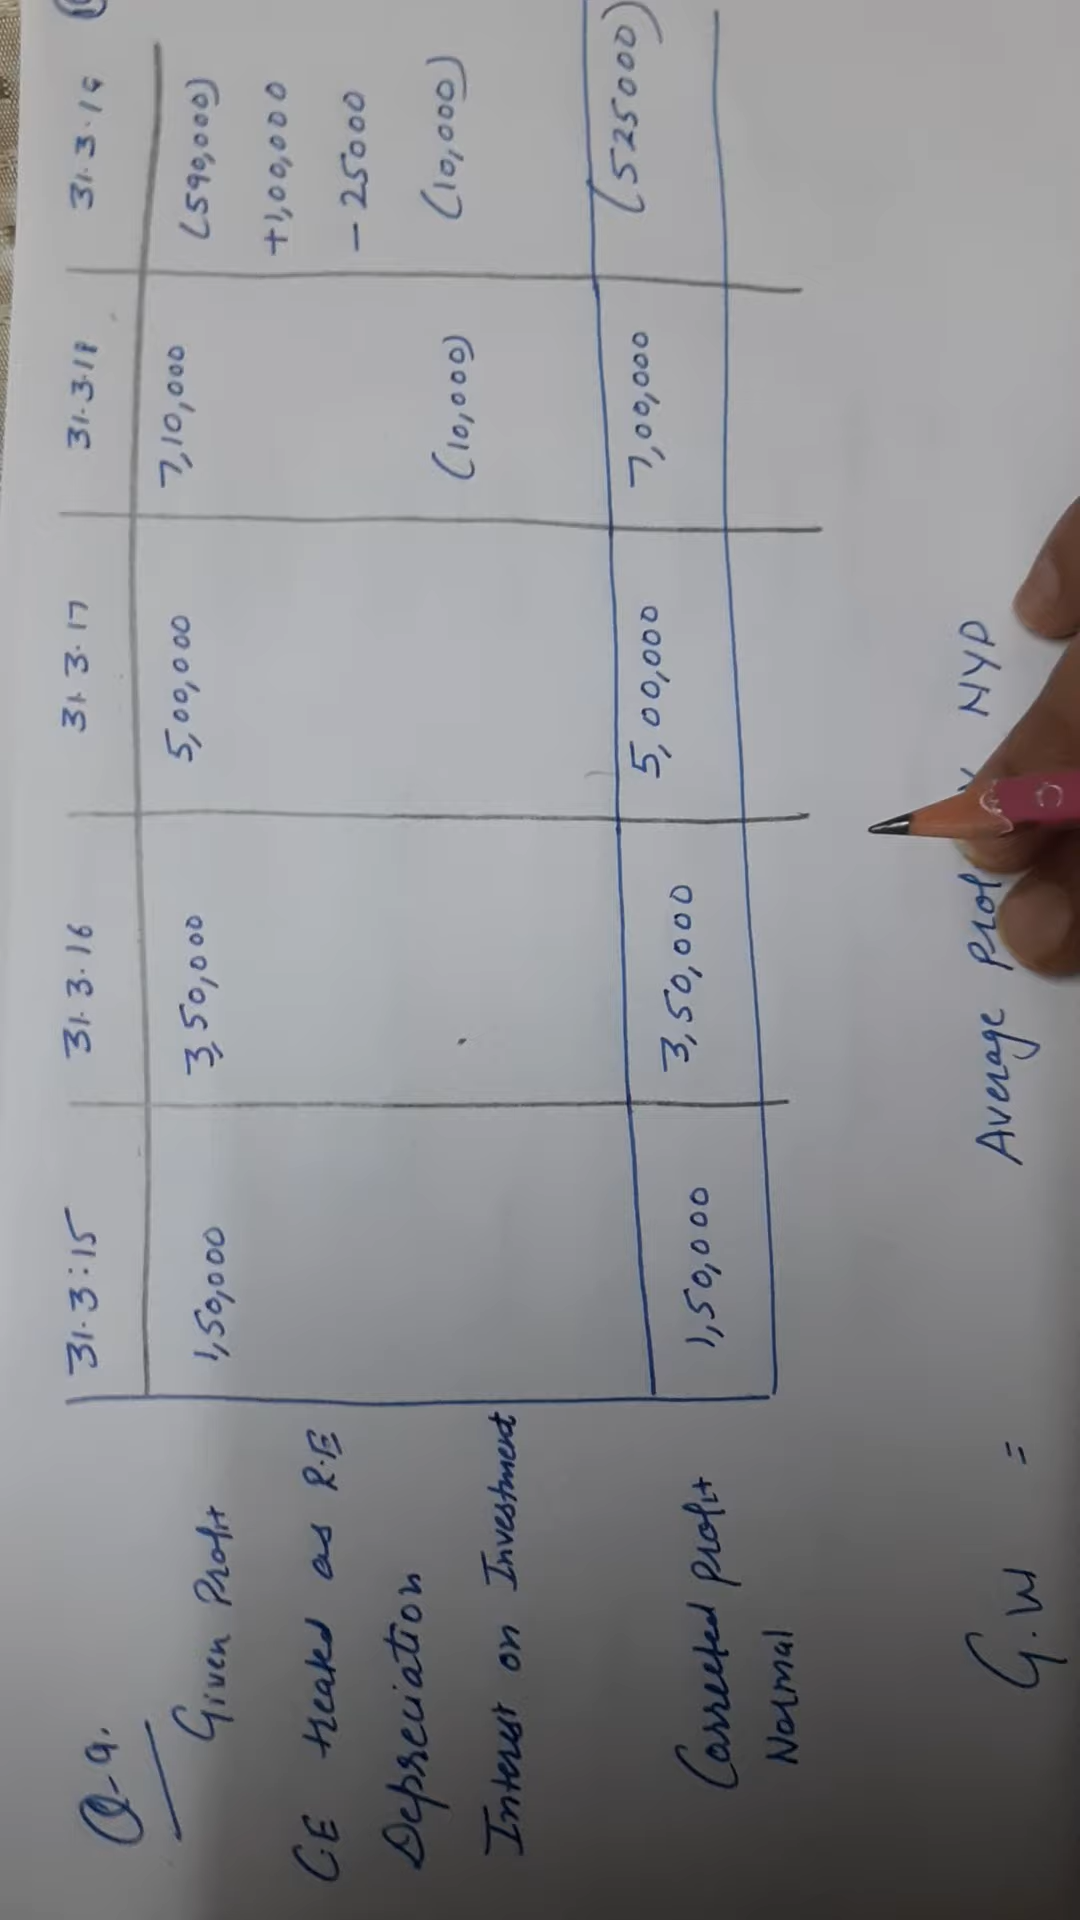 Q-9.
31.3:15 31.3.16 31.3.17 31.3.18 31.3.19
Given Profit 1,50,000 3,50,000 5,00,000 7,10,000 (590,000)
C.E treated as R.E +1,00,000
Depreciation - 25000
Interest on Investment (10,000) (10,000)
Corrected profit 1,50,000 3,50,000 5,00,000 7,00,000 (525000)
Normal
G.W = Average NYP